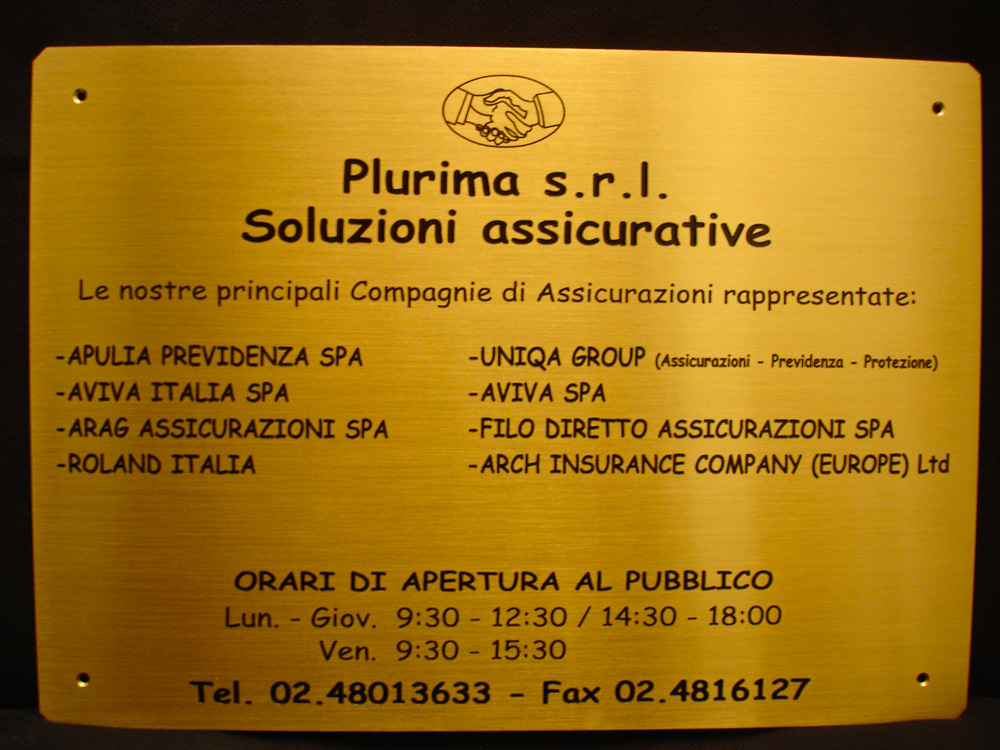 Plurima s.r.l.
Soluzioni assicurative
Le nostre principali Compagnie di Assicurazioni rappresentate:
-APULIA PREVIDENZA SPA
-AVIVA ITALIA SPA
-ARAG ASSICURAZIONI SPA
-ROLAND ITALIA
-UNIQA GROUP (Assicurazioni - Previdenza - Protezione)
-AVIVA SPA
-FILO DIRETTO ASSICURAZIONI SPA
-ARCH INSURANCE COMPANY (EUROPE) Ltd
ORARI DI APERTURA AL PUBBLICO
Lun. - Giov. 9:30 - 12:30 / 14:30 - 18:00
Ven. 9:30 - 15:30
Tel. 02.48013633 - Fax 02.4816127